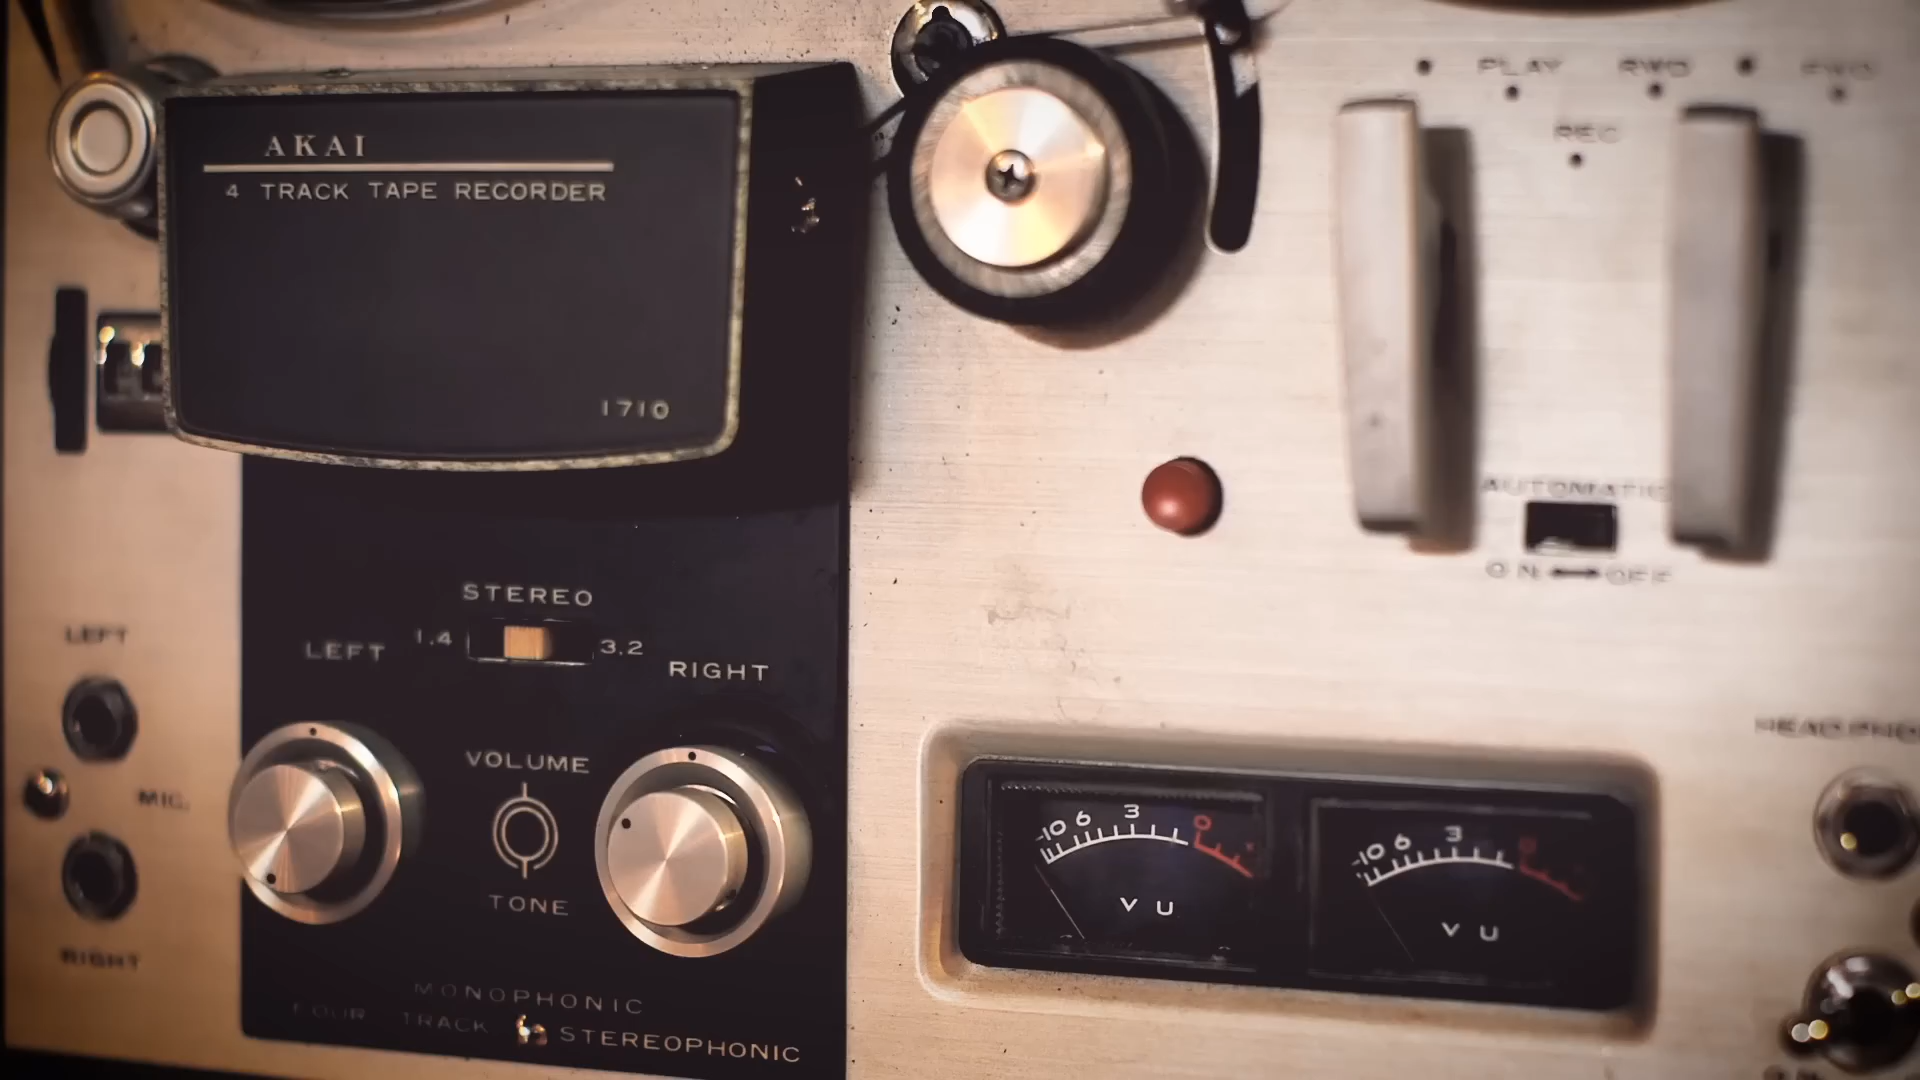 AKAI
4 TRACK TAPE RECORDER
1710
PLAY
RWD
FWD
REC
AUTOMATIC
ON OFF
STEREO
1.4 3.2
LEFT
RIGHT
VOLUME
TONE
LEFT
MIC.
RIGHT
MONOPHONIC
FOUR TRACK STEREOPHONIC
-10 6 3 0
VU
-10 6 3 0
VU